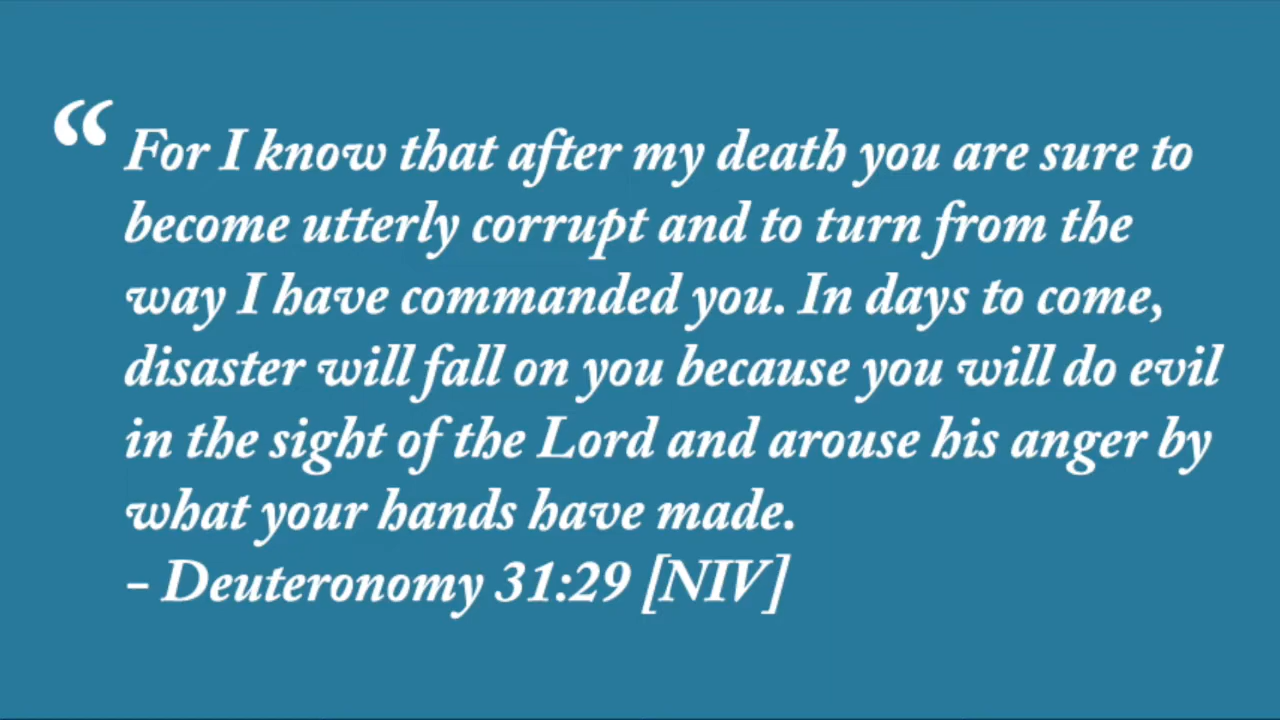 “ For I know that after my death you are sure to
become utterly corrupt and to turn from the
way I have commanded you. In days to come,
disaster will fall on you because you will do evil
in the sight of the Lord and arouse his anger by
what your hands have made.
– Deuteronomy 31:29 [NIV]